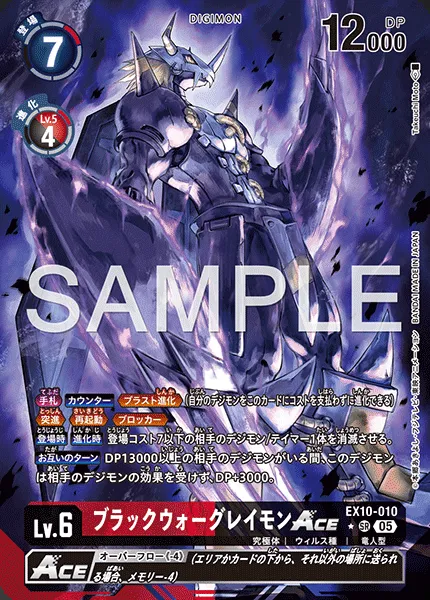 DIGIMON
登場
7
12000
DP
進化
Lv.5
4
Takeuchi Moto
SAMPLE
BANDAI MADE IN JAPAN
手札 カウンター ブラスト進化 (自分のデジモンをこのカードにコストを支払わずに進化できる)
突進 再起動 ブロッカー
登場時 進化時 登場コスト7以下の相手のデジモン/テイマー1体を消滅させる。
お互いのターン DP13000以上の相手のデジモンがいる間、このデジモン
は相手のデジモンの効果を受けず、DP+3000。
EX10-010
Lv.6 ブラックウォーグレイモンACE
SR 05
究極体 ウィルス種 竜人型
ACE オーバーフロー《-4》 (エリアかカードの下から、それ以外の場所に送られ
る場合、メモリー-4)